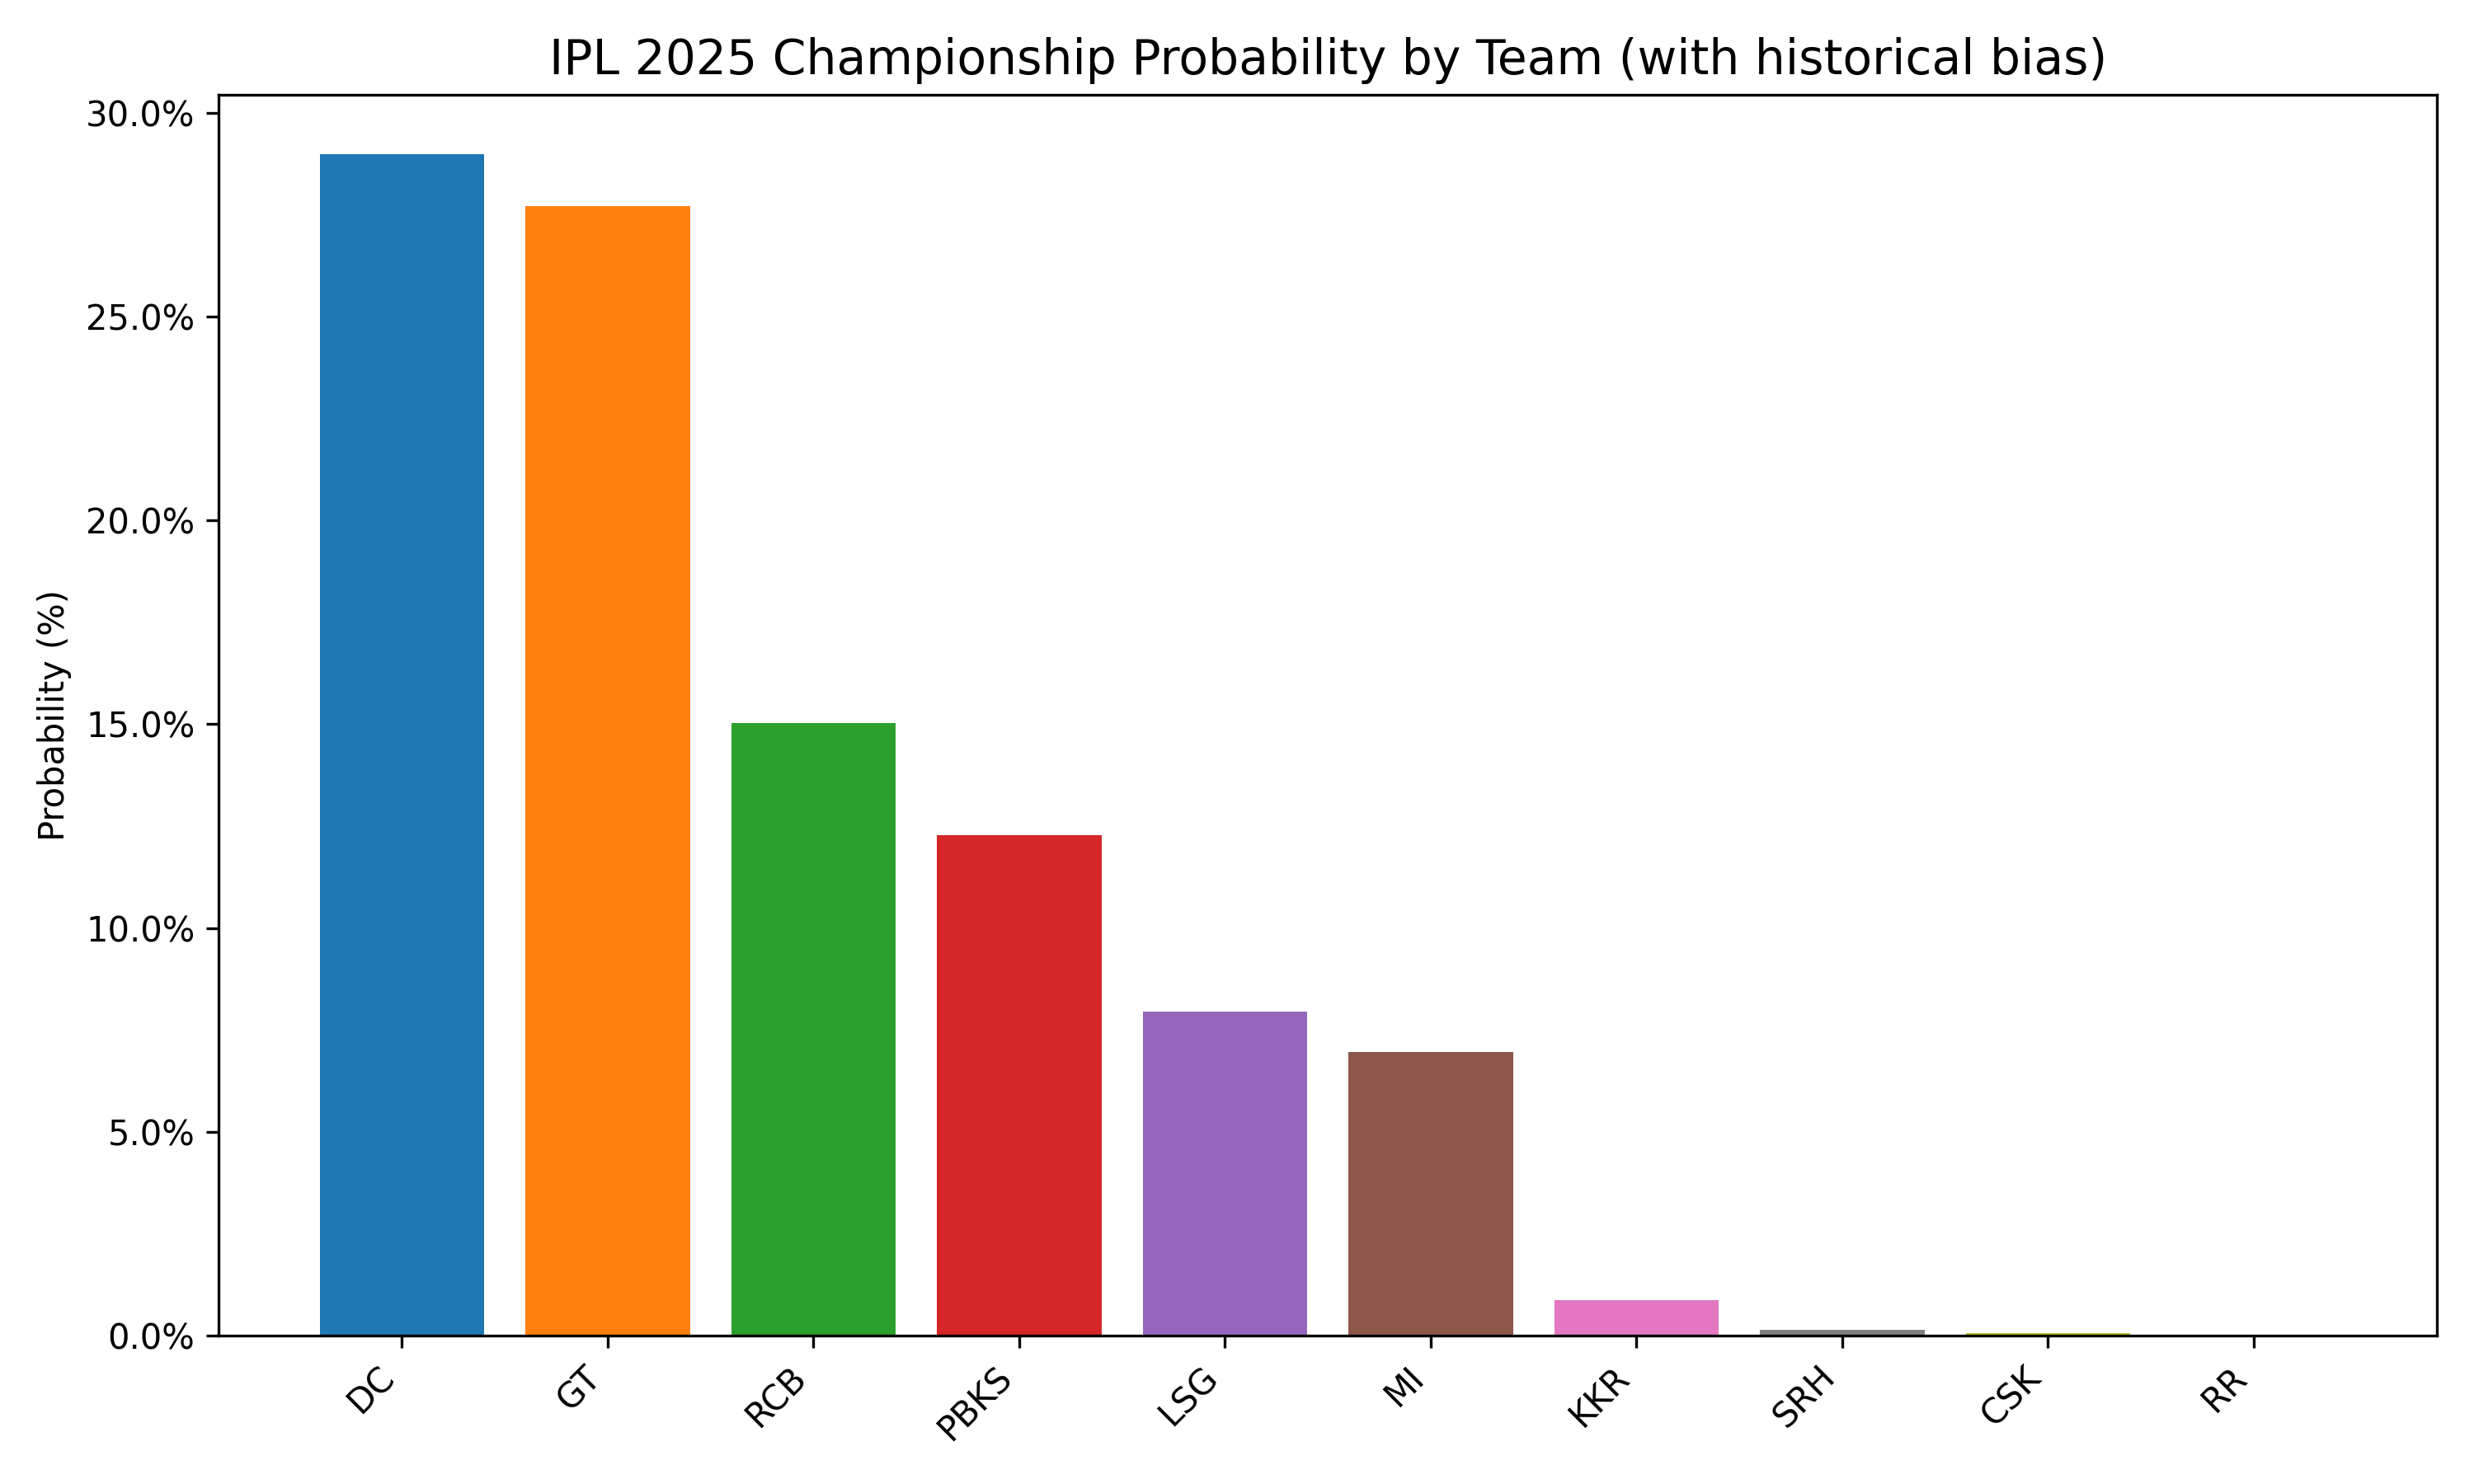 IPL 2025 Championship Probability by Team (with historical bias)
Probability (%)
30.0%
25.0%
20.0%
15.0%
10.0%
5.0%
0.0%
DC
GT
RCB
PBKS
LSG
MI
KKR
SRH
CSK
RR